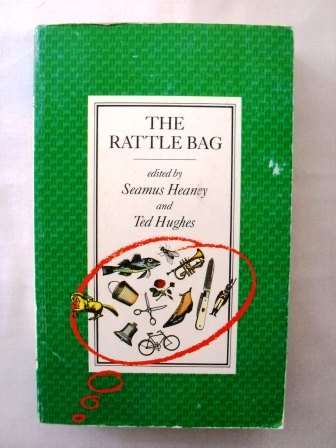 THE
RATTLE BAG
edited by
Seamus Heaney
and
Ted Hughes